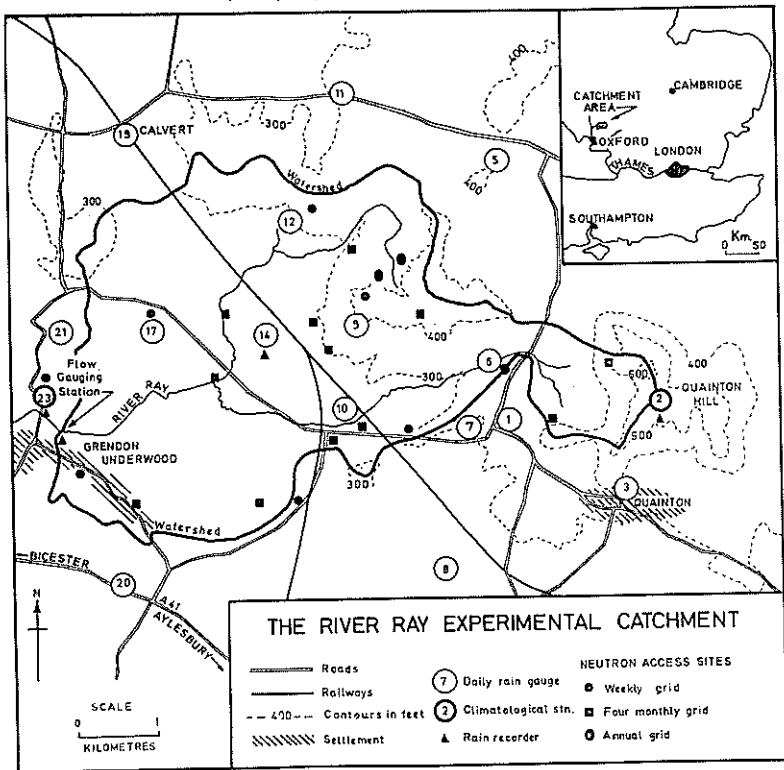 11
400
CAMBRIDGE
CATCHMENT
AREA
OXFORD
LONDON
THAMES
SOUTHAMPTON
Km.
0 50
CALVERT
300
5
400
Watershed
300
12
9
400
21
17
14
6
600
400
Flow
Gauging
Station
23
RIVER RAY
300
10
7
1
2
QUAINTON
HILL
500
GRENDON
UNDERWOOD
300
3
QUAINTON
Watershed
BICESTER
20
A41
AYLESBURY
8
N
SCALE
0 1
KILOMETRES
THE RIVER RAY EXPERIMENTAL CATCHMENT
Roads
Railways
400 Contours in feet
Settlement
7 Daily rain gauge
2 Climatological stn.
Rain recorder
NEUTRON ACCESS SITES
Weekly grid
Four monthly grid
Annual grid